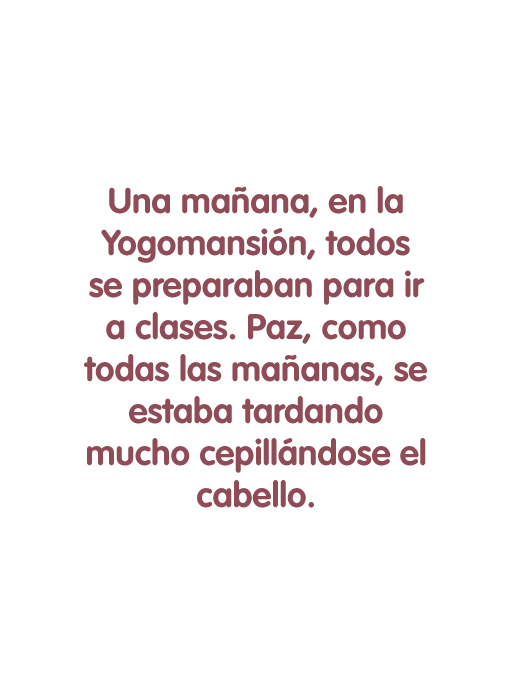 Una mañana, en la
Yogomansión, todos
se preparaban para ir
a clases. Paz, como
todas las mañanas, se
estaba tardando
mucho cepillándose el
cabello.